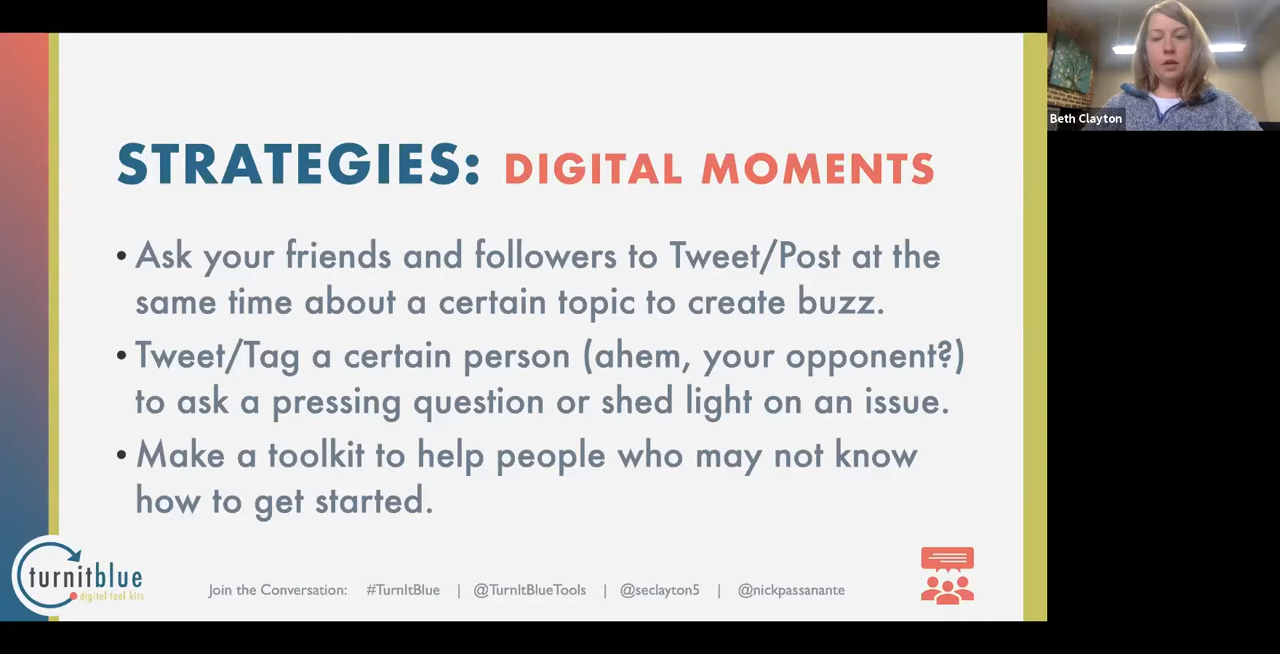 Beth Clayton
STRATEGIES: DIGITAL MOMENTS
• Ask your friends and followers to Tweet/Post at the
same time about a certain topic to create buzz.
• Tweet/Tag a certain person (ahem, your opponent?)
to ask a pressing question or shed light on an issue.
• Make a toolkit to help people who may not know
how to get started.
turnitblue
digital tool kits
Join the Conversation: #TurnItBlue | @TurnItBlueTools | @seclayton5 | @nickpassanante